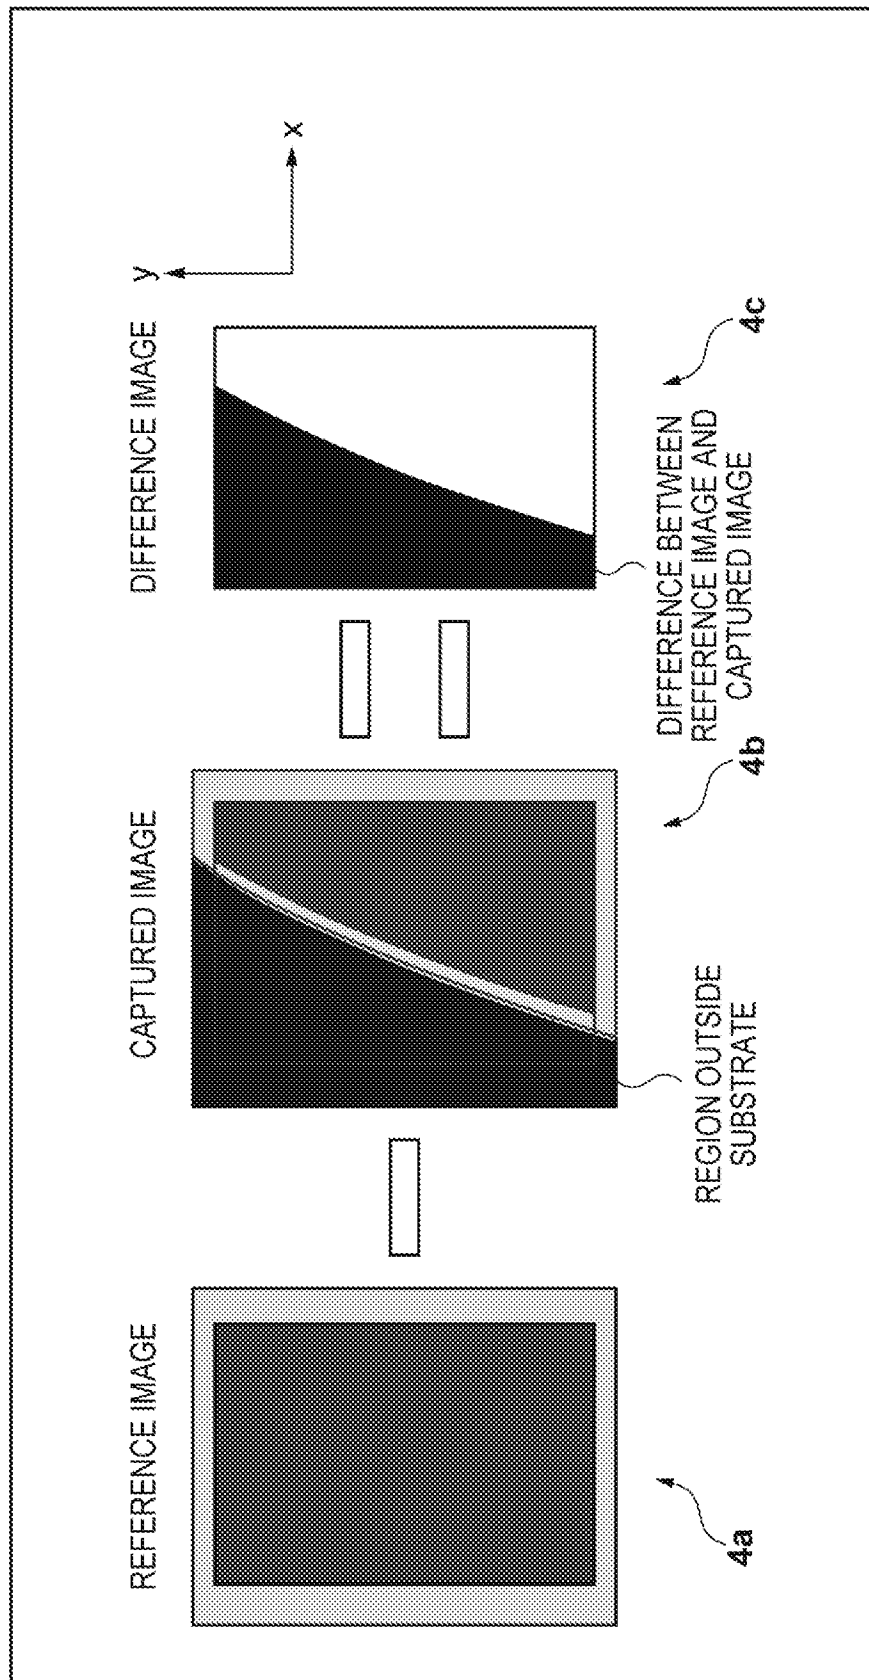 REFERENCE IMAGE
CAPTURED IMAGE
DIFFERENCE IMAGE
y
x
4a
REGION OUTSIDE
SUBSTRATE
4b
DIFFERENCE BETWEEN
REFERENCE IMAGE AND
CAPTURED IMAGE
4c